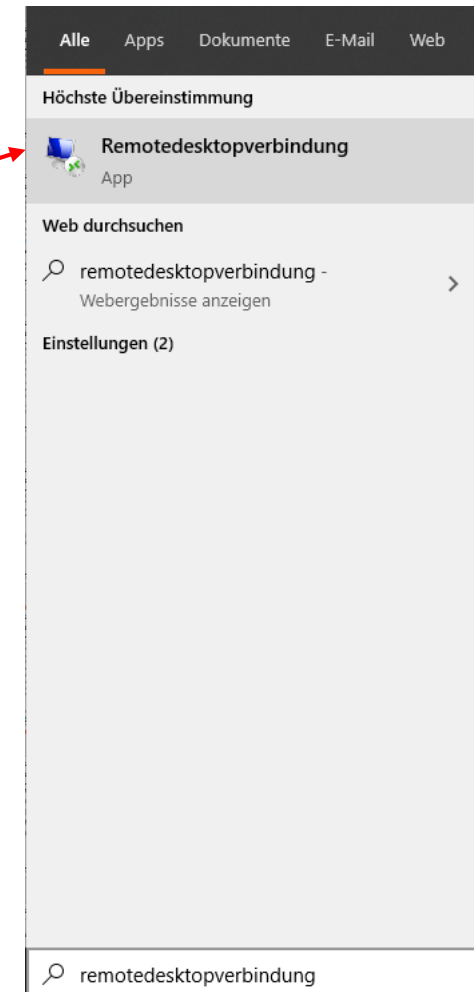 Alle Apps Dokumente E-Mail Web
Höchste Übereinstimmung
Remotedesktopverbindung
App
Web durchsuchen
remotedesktopverbindung -
Webergebnisse anzeigen
Einstellungen (2)
remotedesktopverbindung